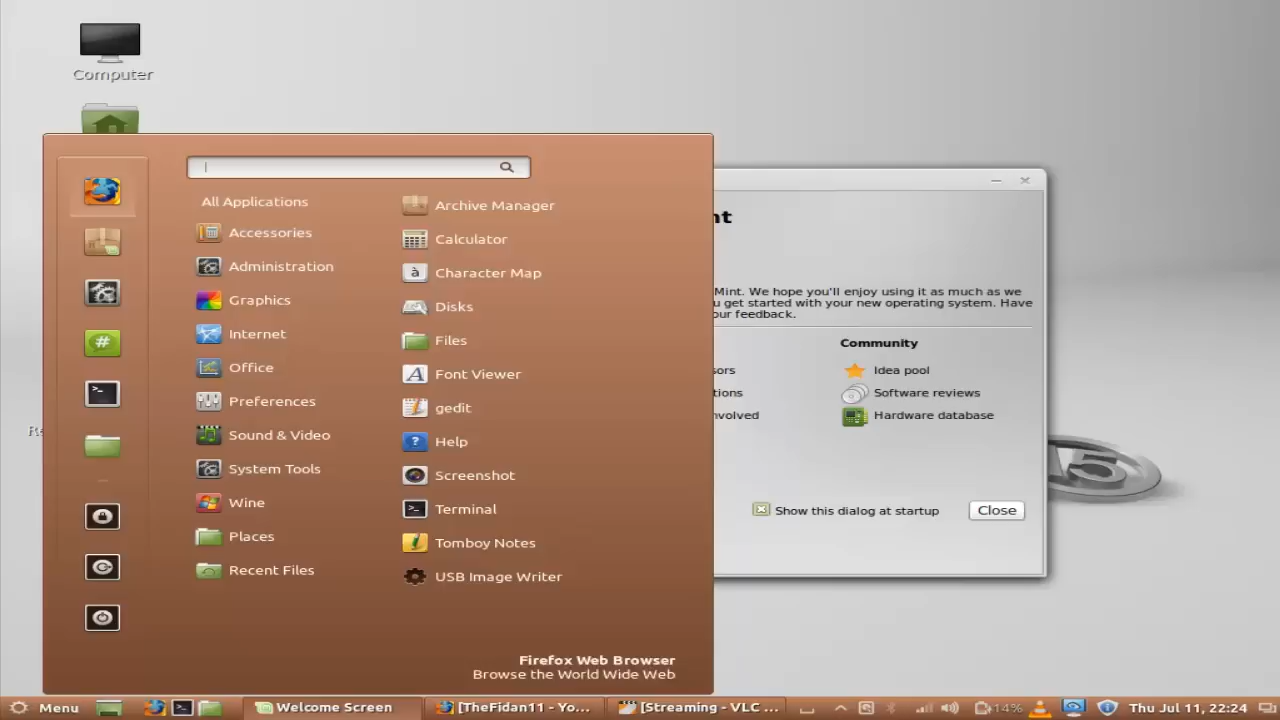 Computer
All Applications
Accessories
Administration
Graphics
Internet
Office
Preferences
Sound & Video
System Tools
Wine
Places
Recent Files
Archive Manager
Calculator
Character Map
Disks
Files
Font Viewer
gedit
Help
Screenshot
Terminal
Tomboy Notes
USB Image Writer
Firefox Web Browser
Browse the World Wide Web
nt
Mint. We hope you'll enjoy using it as much as we
u get started with your new operating system. Have
our feedback.
Community
sors
Idea pool
tions
Software reviews
nvolved
Hardware database
Show this dialog at startup
Close
Menu
Welcome Screen
[TheFidan11 - Yo...
[Streaming - VLC ...
14%
Thu Jul 11, 22:24